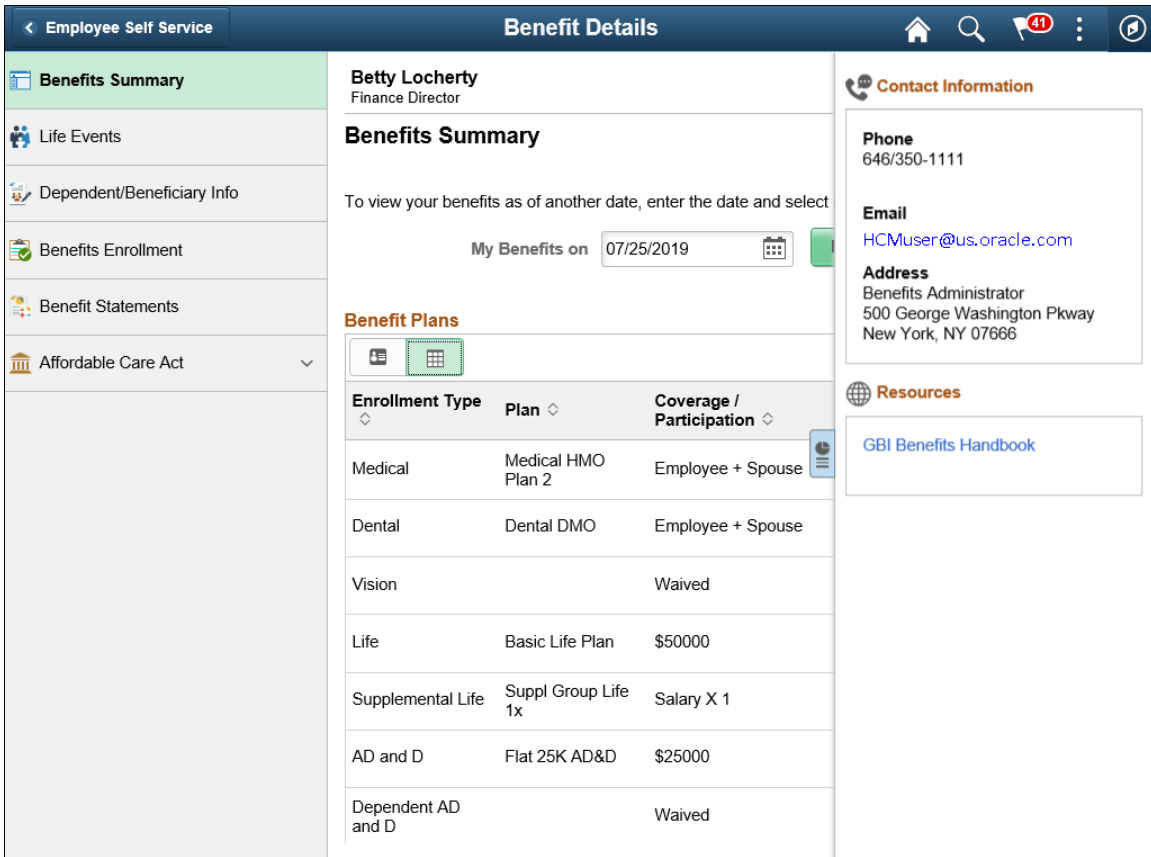 Employee Self Service
Benefit Details
41
Benefits Summary
Life Events
Dependent/Beneficiary Info
Benefits Enrollment
Benefit Statements
Affordable Care Act
Betty Locherty
Finance Director
Benefits Summary
To view your benefits as of another date, enter the date and select
My Benefits on 07/25/2019
Benefit Plans
Enrollment Type Plan Coverage /
Participation
Medical Medical HMO Employee + Spouse
Plan 2
Dental Dental DMO Employee + Spouse
Vision Waived
Life Basic Life Plan $50000
Supplemental Life Suppl Group Life Salary X 1
1x
AD and D Flat 25K AD&D $25000
Dependent AD Waived
and D
Contact Information
Phone
646/350-1111
Email
HCMuser@us.oracle.com
Address
Benefits Administrator
500 George Washington Pkway
New York, NY 07666
Resources
GBI Benefits Handbook